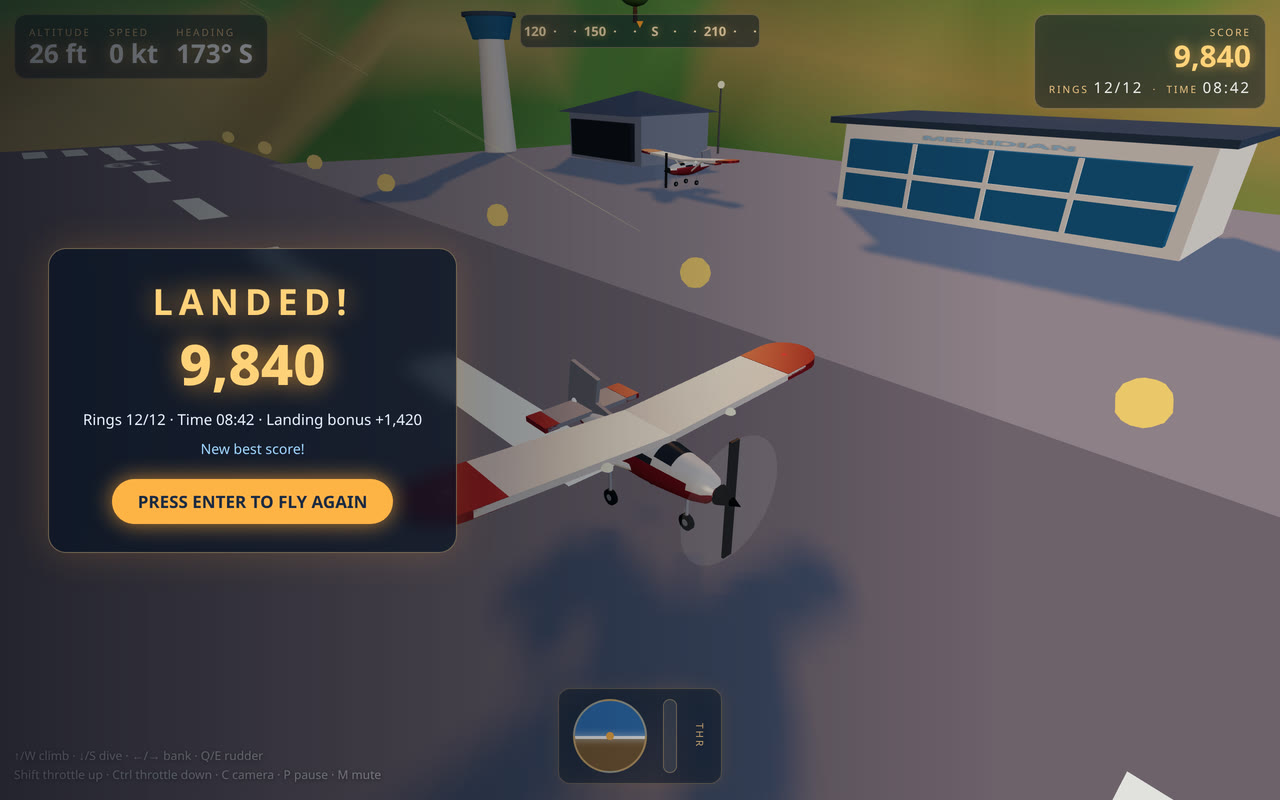 ALTITUDE SPEED HEADING
26 ft 0 kt 173° S
120 · · 150 · · S · · 210 · ·
SCORE
9,840
RINGS 12/12 · TIME 08:42
MERIDIAN
LANDED!
9,840
Rings 12/12 · Time 08:42 · Landing bonus +1,420
New best score!
PRESS ENTER TO FLY AGAIN
THR
↑/W climb · ↓/S dive · ←/→ bank · Q/E rudder
Shift throttle up · Ctrl throttle down · C camera · P pause · M mute